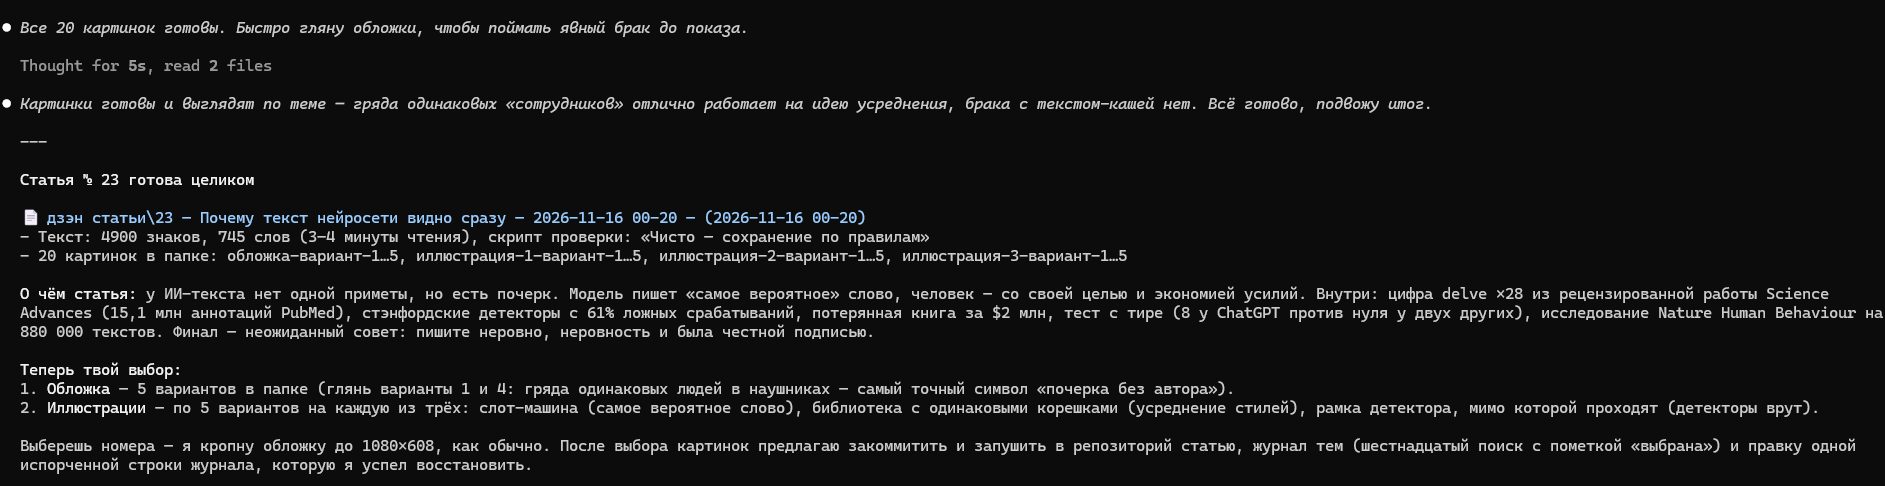 ● Все 20 картинок готовы. Быстро гляну обложки, чтобы поймать явный брак до показа.
Thought for 5s, read 2 files
● Картинки готовы и выглядят по теме — гряда одинаковых «сотрудников» отлично работает на идею усреднения, брака с текстом-кашей нет. Всё готово, подвожу итог.
———
Статья № 23 готова целиком
📄 дзэн статьи\23 — Почему текст нейросети видно сразу — 2026-11-16 00-20 — (2026-11-16 00-20)
- Текст: 4900 знаков, 745 слов (3–4 минуты чтения), скрипт проверки: «Чисто — сохранение по правилам»
- 20 картинок в папке: обложка-вариант-1…5, иллюстрация-1-вариант-1…5, иллюстрация-2-вариант-1…5, иллюстрация-3-вариант-1…5
О чём статья: у ИИ-текста нет одной приметы, но есть почерк. Модель пишет «самое вероятное» слово, человек — со своей целью и экономией усилий. Внутри: цифра delve ×28 из рецензированной работы Science
Advances (15,1 млн аннотаций PubMed), стэнфордские детекторы с 61% ложных срабатываний, потерянная книга за $2 млн, тест с тире (8 у ChatGPT против нуля у двух других), исследование Nature Human Behaviour на
880 000 текстов. Финал — неожиданный совет: пишите неровно, неровность и была честной подписью.
Теперь твой выбор:
1. Обложка — 5 вариантов в папке (глянь варианты 1 и 4: гряда одинаковых людей в наушниках — самый точный символ «почерка без автора»).
2. Иллюстрации — по 5 вариантов на каждую из трёх: слот-машина (самое вероятное слово), библиотека с одинаковыми корешками (усреднение стилей), рамка детектора, мимо которой проходят (детекторы врут).
Выберешь номера — я кропну обложку до 1080×608, как обычно. После выбора картинок предлагаю закоммитить и запушить в репозиторий статью, журнал тем (шестнадцатый поиск с пометкой «выбрана») и правку одной
испорченной строки журнала, которую я успел восстановить.